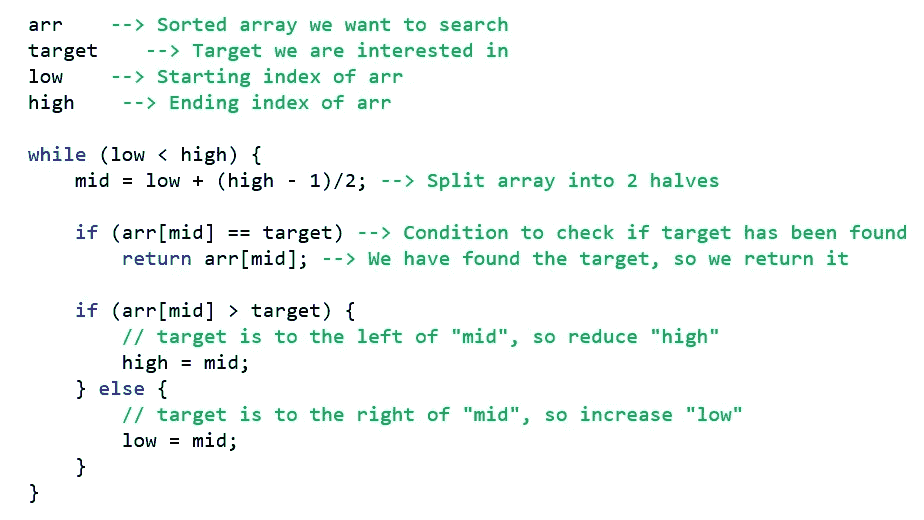 arr    --> Sorted array we want to search
target    --> Target we are interested in
low    --> Starting index of arr
high    --> Ending index of arr
while (low < high) {
    mid = low + (high - 1)/2; --> Split array into 2 halves
    if (arr[mid] == target) --> Condition to check if target has been found
        return arr[mid]; --> We have found the target, so we return it
    if (arr[mid] > target) {
        // target is to the left of "mid", so reduce "high"
        high = mid;
    } else {
        // target is to the right of "mid", so increase "low"
        low = mid;
    }
}